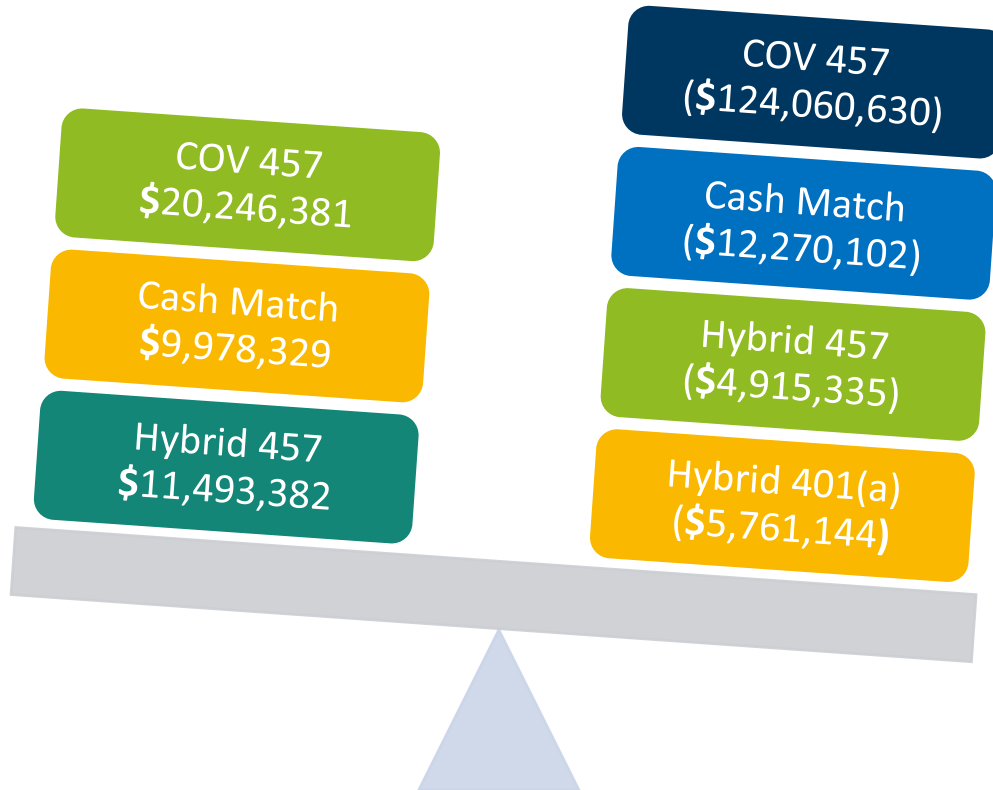 COV 457
$20,246,381
Cash Match
$9,978,329
Hybrid 457
$11,493,382
COV 457
($124,060,630)
Cash Match
($12,270,102)
Hybrid 457
($4,915,335)
Hybrid 401(a)
($5,761,144)